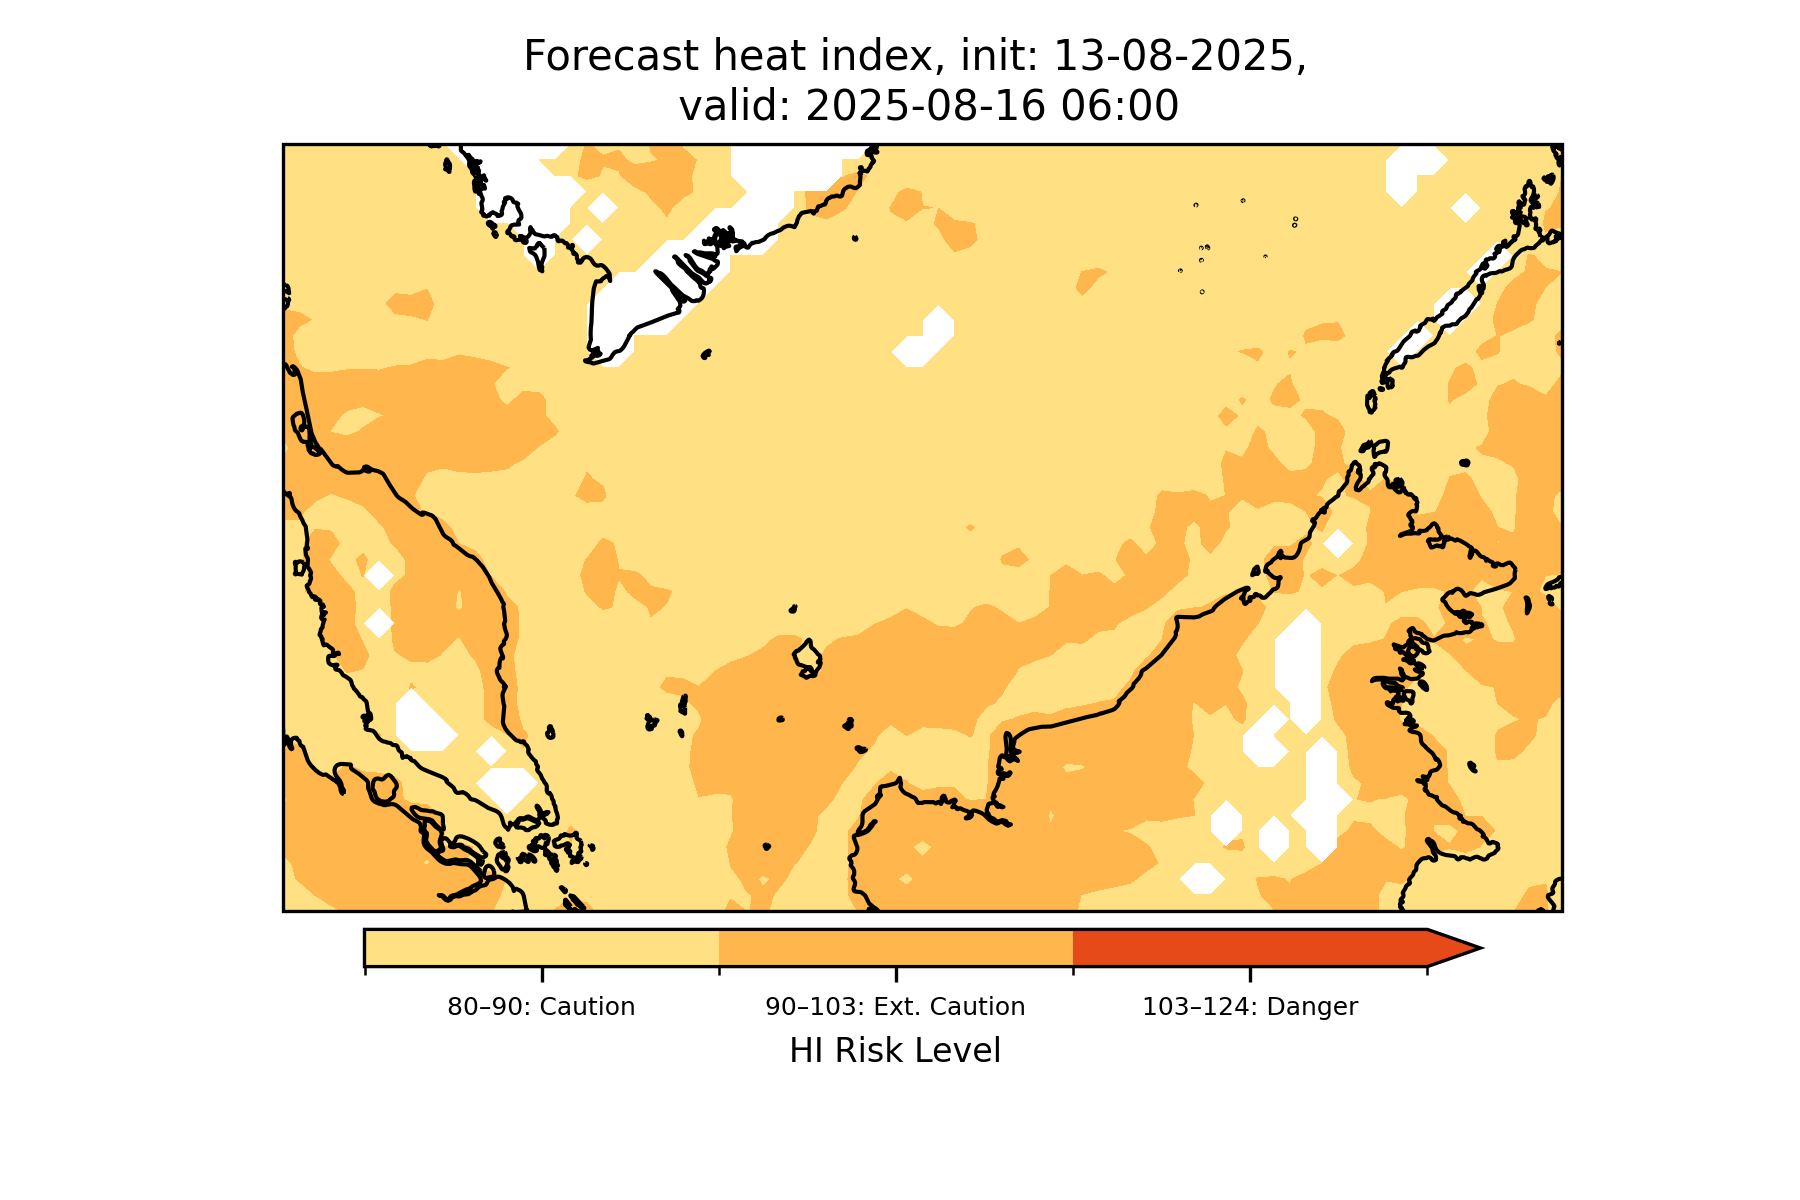 Forecast heat index, init: 13-08-2025,
valid: 2025-08-16 06:00
80–90: Caution
90–103: Ext. Caution
103–124: Danger
HI Risk Level